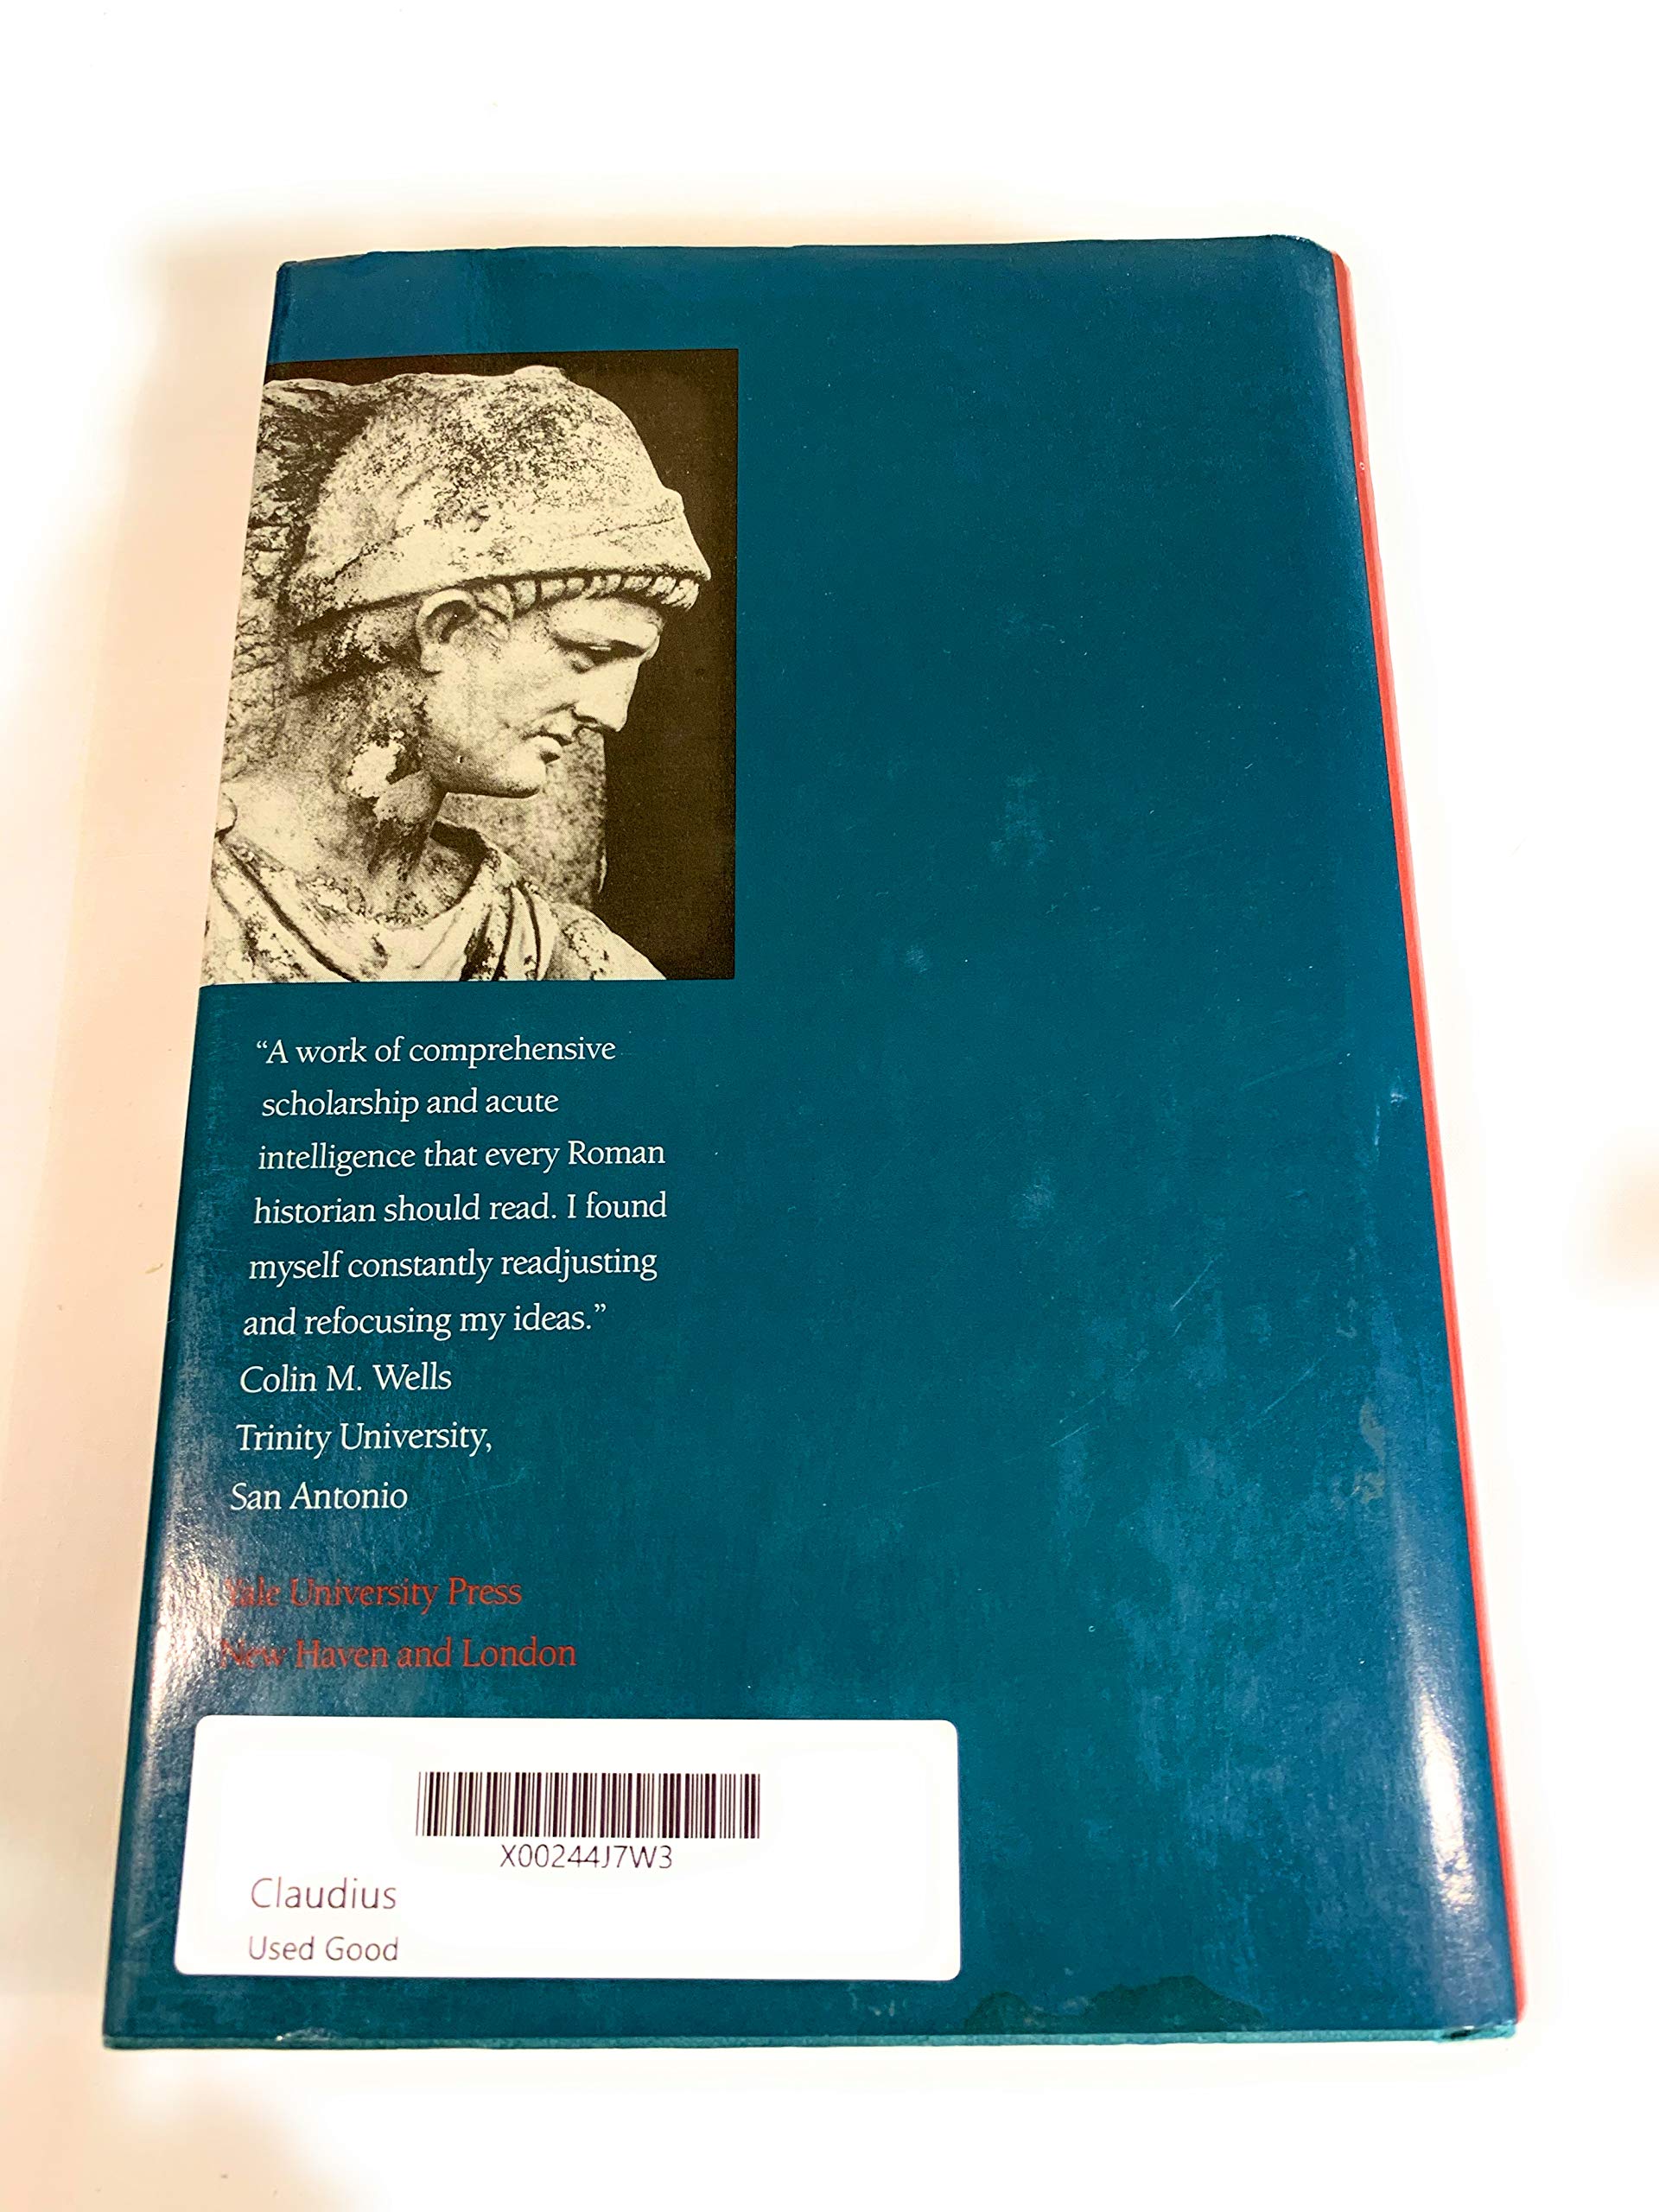 “A work of comprehensive
scholarship and acute
intelligence that every Roman
historian should read. I found
myself constantly readjusting
and refocusing my ideas.”
Colin M. Wells
Trinity University,
San Antonio
Yale University Press
New Haven and London
X00244J7W3
Claudius
Used Good